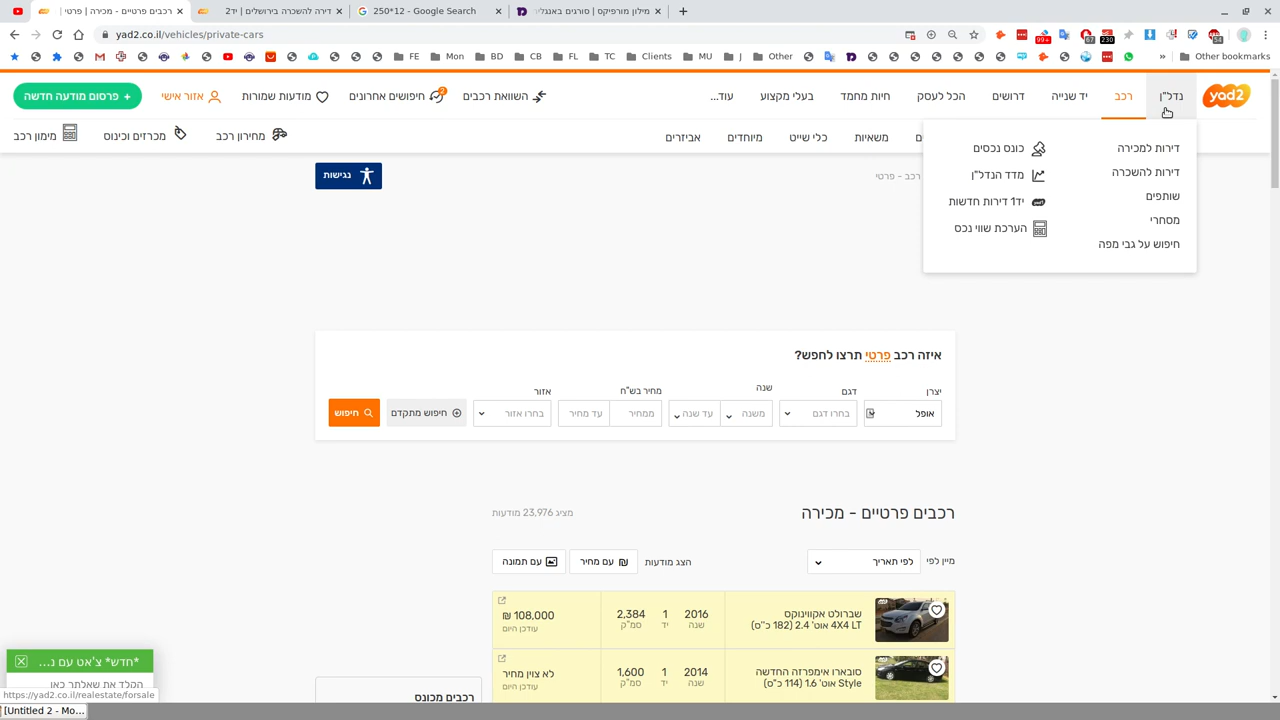 רכבים פרטיים - מכירה | פרטי |
דירה להשכרה בירושלים | יד2
250*12 - Google Search
מילון מורפיקס | סורגים באנגלי
yad2.co.il/vehicles/private-cars
99+
67
230
54
FE
Mon
BD
CB
FL
TC
Clients
MU
J
Other
»
Other bookmarks
yad2
נדל"ן
רכב
יד שנייה
דרושים
הכל לעסק
חיות מחמד
בעלי מקצוע
עוד...
השוואת רכבים
חיפושים אחרונים
2
מודעות שמורות
אזור אישי
+ פרסום מודעה חדשה
משאיות
כלי שייט
מיוחדים
אביזרים
מחירון רכב
מכרזים וכינוס
מימון רכב
דירות למכירה
דירות להשכרה
שותפים
מסחרי
חיפוש על גבי מפה
כונס נכסים
מדד הנדל"ן
יד1 דירות חדשות
הערכת שווי נכס
רכב - פרטי
נגישות
איזה רכב פרטי תרצו לחפש?
יצרן
דגם
שנה
מחיר בש"ח
אזור
אופל
בחרו דגם
משנה
עד שנה
ממחיר
עד מחיר
בחרו אזור
חיפוש מתקדם
חיפוש
רכבים פרטיים - מכירה
מציג 23,976 מודעות
מיין לפי
לפי תאריך
הצג מודעות
עם מחיר
עם תמונה
שברולט אקווינוקס
4X4 LT אוט' 2.4 (182 כ''ס)
2016
שנה
1
יד
2,384
סמ"ק
108,000 ₪
עודכן היום
סובארו אימפרזה החדשה
Style אוט' 1.6 (114 כ''ס)
2014
שנה
1
יד
1,600
סמ"ק
לא צוין מחיר
עודכן היום
רכבים מכונס
*חדש* צ'אט עם נ...
הקלד את שאלתך כאן
https://yad2.co.il/realestate/forsale
[Untitled 2 - Mo...